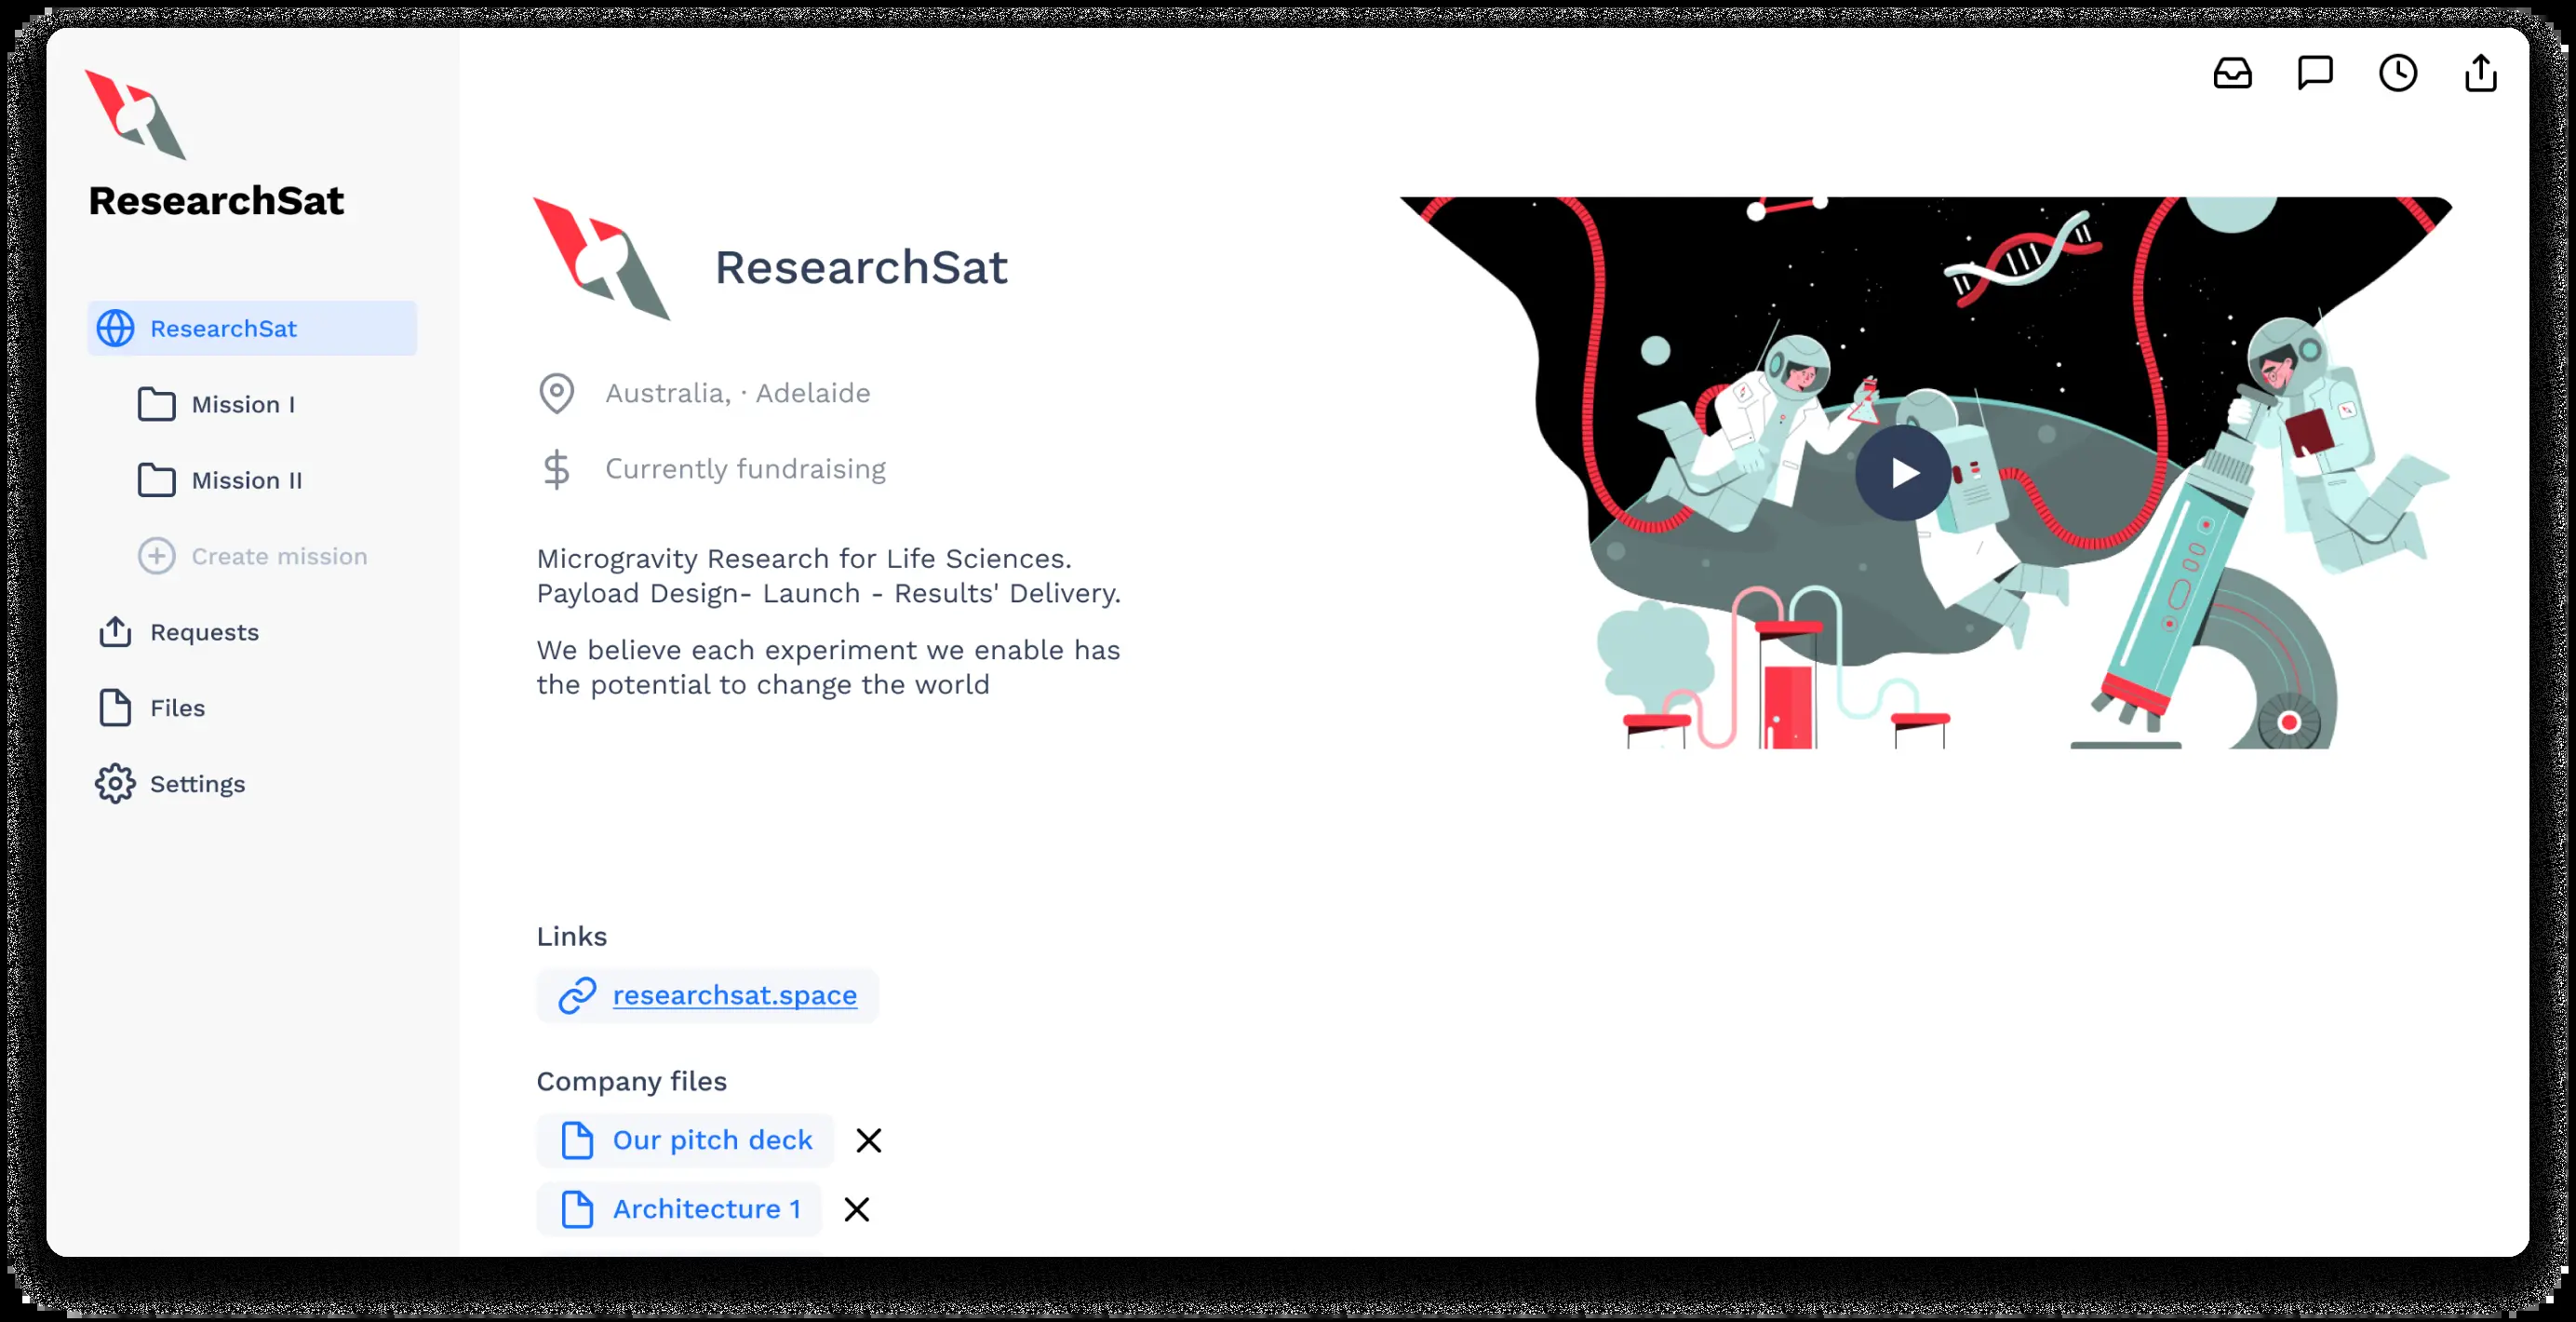 ResearchSat
ResearchSat
Mission I
Mission II
Create mission
Requests
Files
Settings
ResearchSat
Australia, · Adelaide
Currently fundraising
Microgravity Research for Life Sciences.
Payload Design- Launch - Results' Delivery.
We believe each experiment we enable has
the potential to change the world
Links
researchsat.space
Company files
Our pitch deck
Architecture 1